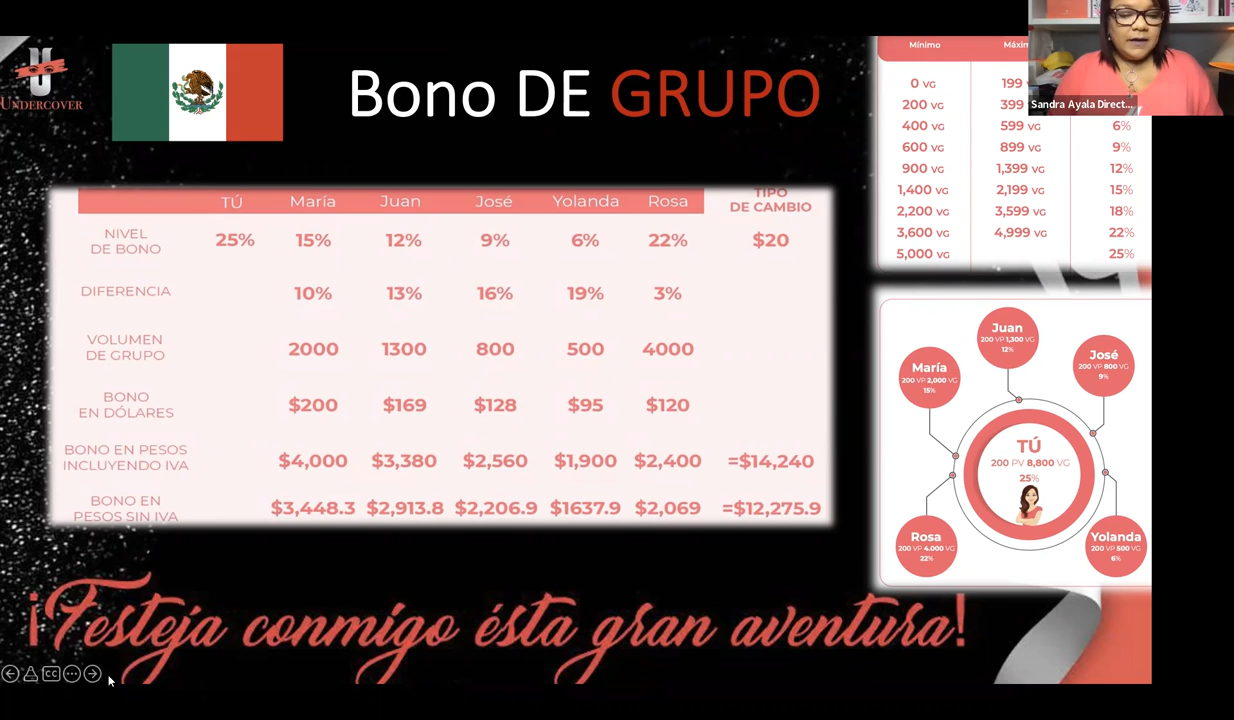 UNDERCOVER
Bono DE GRUPO
Sandra Ayala Direct...
TÚ María Juan José Yolanda Rosa TIPO DE CAMBIO
NIVEL DE BONO 25% 15% 12% 9% 6% 22% $20
DIFERENCIA 10% 13% 16% 19% 3%
VOLUMEN DE GRUPO 2000 1300 800 500 4000
BONO EN DÓLARES $200 $169 $128 $95 $120
BONO EN PESOS INCLUYENDO IVA $4,000 $3,380 $2,560 $1,900 $2,400 =$14,240
BONO EN PESOS SIN IVA $3,448.3 $2,913.8 $2,206.9 $1637.9 $2,069 =$12,275.9
Mínimo
0 VG 199
200 VG 399
400 VG 599 VG 6%
600 VG 899 VG 9%
900 VG 1,399 VG 12%
1,400 VG 2,199 VG 15%
2,200 VG 3,599 VG 18%
3,600 VG 4,999 VG 22%
5,000 VG 25%
Juan
200 VP 1,300 VG
12%
José
200 VP 800 VG
9%
María
200 VP 2,000 VG
15%
TÚ
200 PV 8,800 VG
25%
Rosa
200 VP 4.000 VG
22%
Yolanda
200 VP 500 VG
6%
¡Festeja conmigo ésta gran aventura!
CC